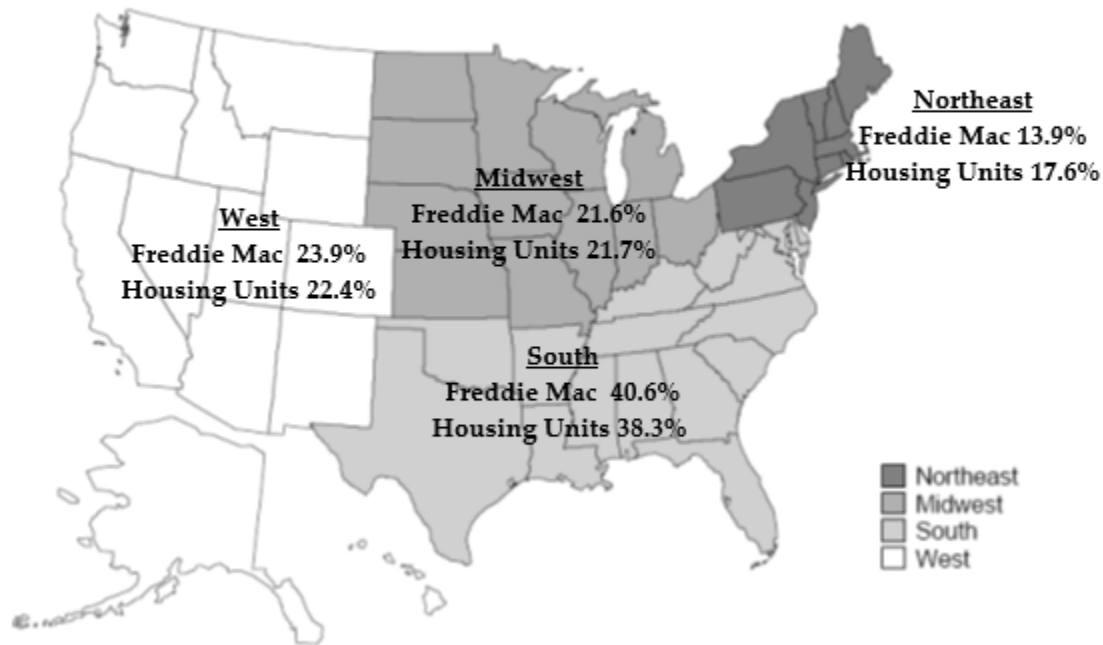 Northeast
Freddie Mac 13.9%
Housing Units 17.6%
Midwest
Freddie Mac 21.6%
Housing Units 21.7%
West
Freddie Mac 23.9%
Housing Units 22.4%
South
Freddie Mac 40.6%
Housing Units 38.3%
Northeast
Midwest
South
West